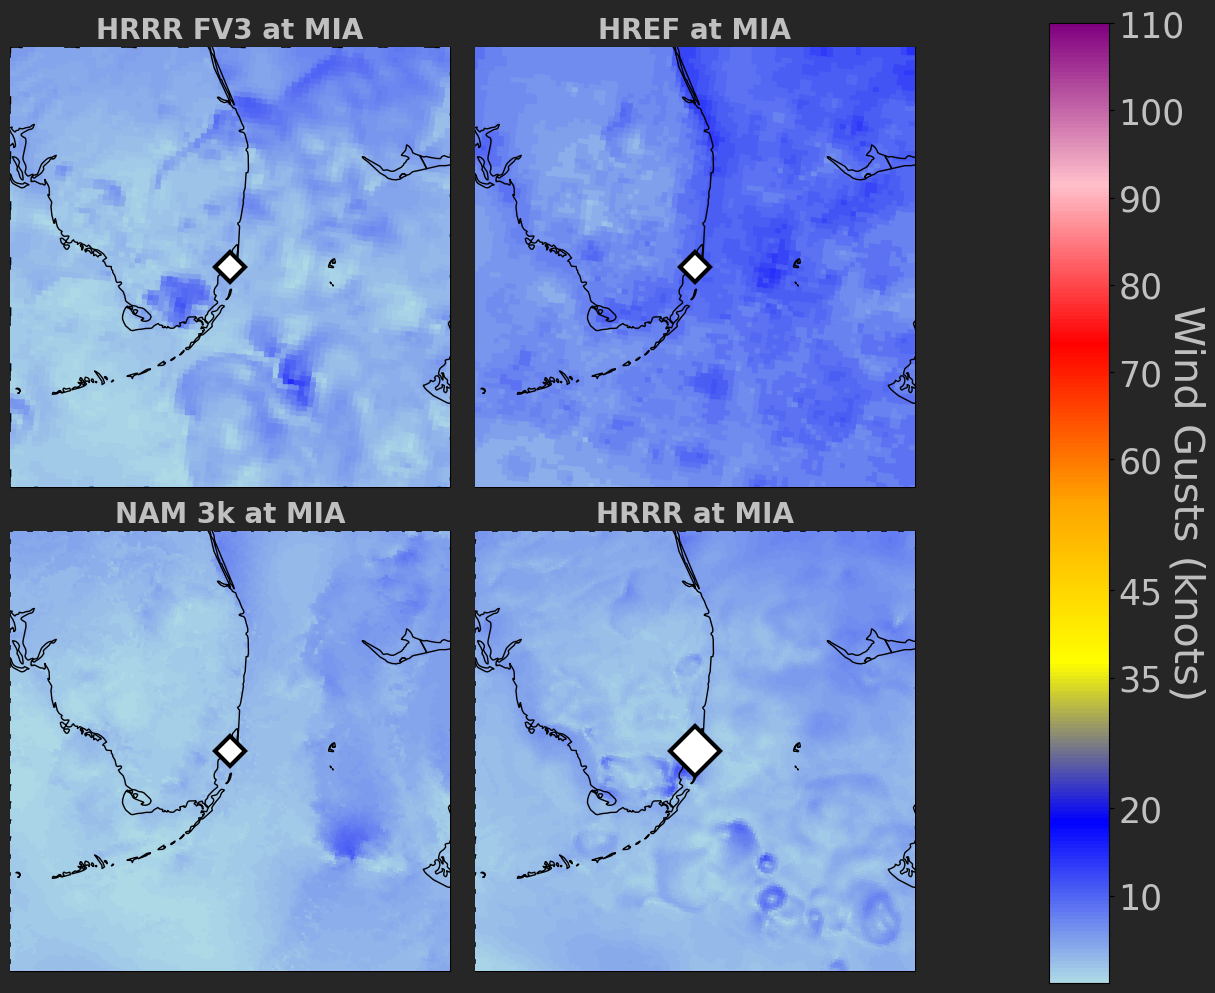 HRRR FV3 at MIA
HREF at MIA
NAM 3k at MIA
HRRR at MIA
110
100
90
80
70
60
45
35
20
10
Wind Gusts (knots)